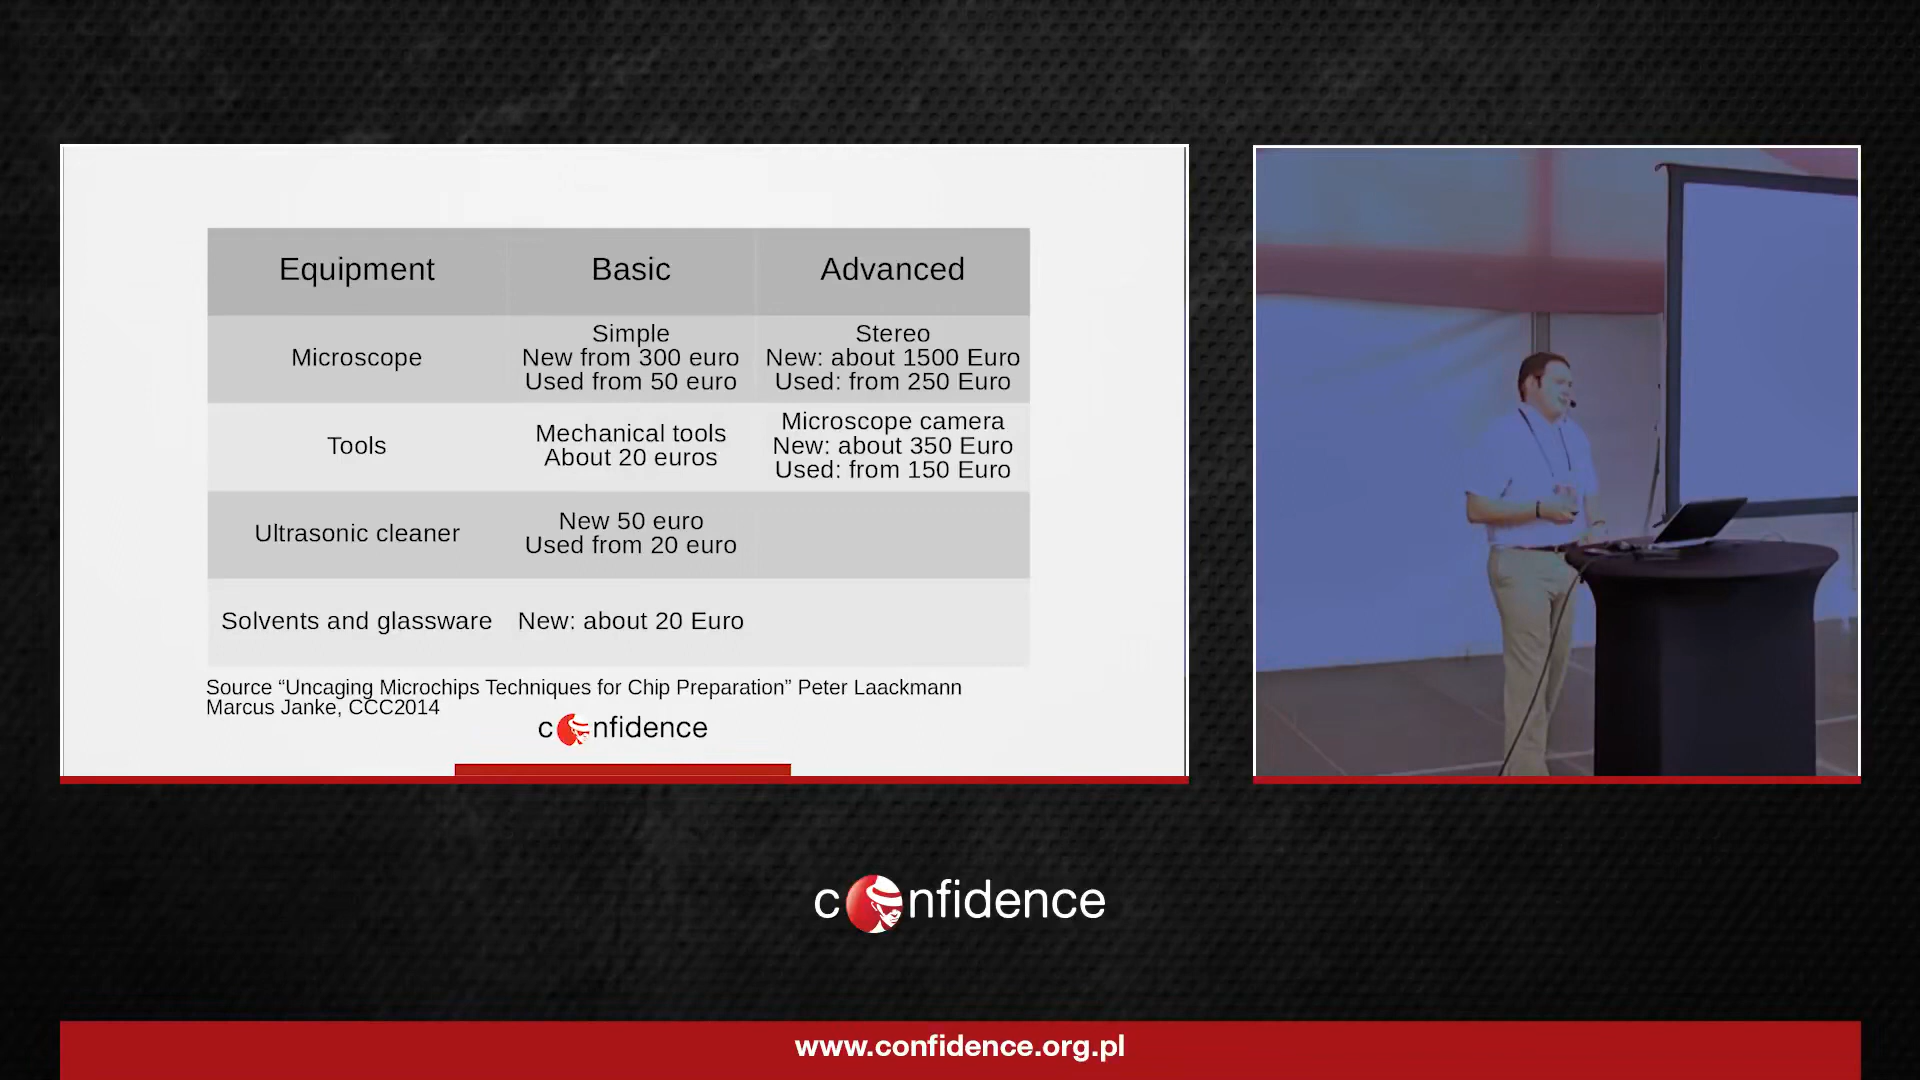 Equipment Basic Advanced
Microscope
Simple
New from 300 euro
Used from 50 euro
Stereo
New: about 1500 Euro
Used: from 250 Euro
Tools
Mechanical tools
About 20 euros
Microscope camera
New: about 350 Euro
Used: from 150 Euro
Ultrasonic cleaner
New 50 euro
Used from 20 euro
Solvents and glassware New: about 20 Euro
Source “Uncaging Microchips Techniques for Chip Preparation” Peter Laackmann
Marcus Janke, CCC2014
confidence
confidence
www.confidence.org.pl